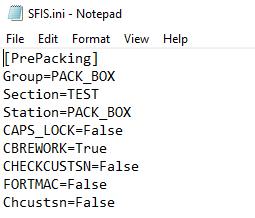 SFIS.ini - Notepad
File Edit Format View Help
[PrePacking]
Group=PACK_BOX
Section=TEST
Station=PACK_BOX
CAPS_LOCK=False
CBREWORK=True
CHECKCUSTSN=False
FORTMAC=False
Chcustsn=False